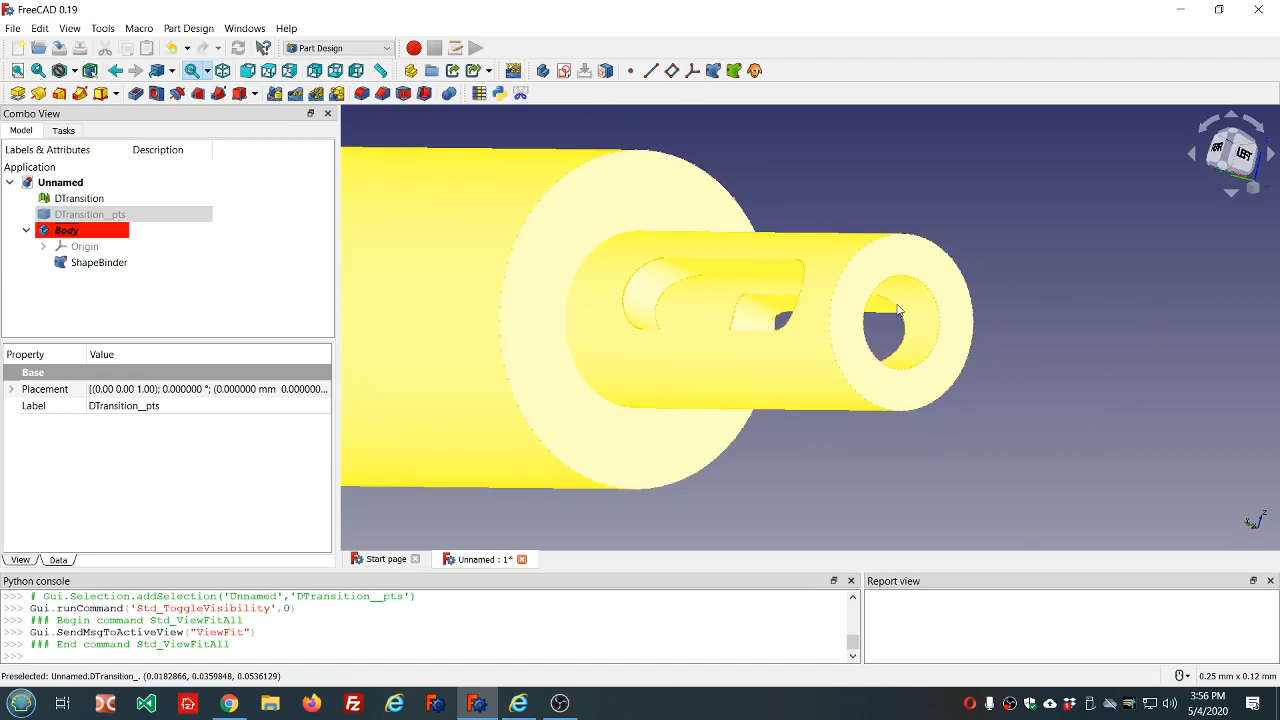 FreeCAD 0.19
File Edit View Tools Macro Part Design Windows Help
Part Design
Combo View
Model Tasks
Labels & Attributes Description
Application
Unnamed
DTransition
DTransition__pts
Body
Origin
ShapeBinder
Property Value
Base
Placement [(0.00 0.00 1.00); 0.000000 °; (0.000000 mm 0.000000...
Label DTransition__pts
View Data
LEFT
Start page Unnamed : 1*
Python console
>>> # Gui.Selection.addSelection('Unnamed','DTransition__pts')
>>> Gui.runCommand('Std_ToggleVisibility',0)
>>> ### Begin command Std_ViewFitAll
>>> Gui.SendMsgToActiveView("ViewFit")
>>> ### End command Std_ViewFitAll
>>>
Report view
Preselected: Unnamed.DTransition_. (0.0182866, 0.0359848, 0.0536129)
0.25 mm x 0.12 mm
3:56 PM
5/4/2020